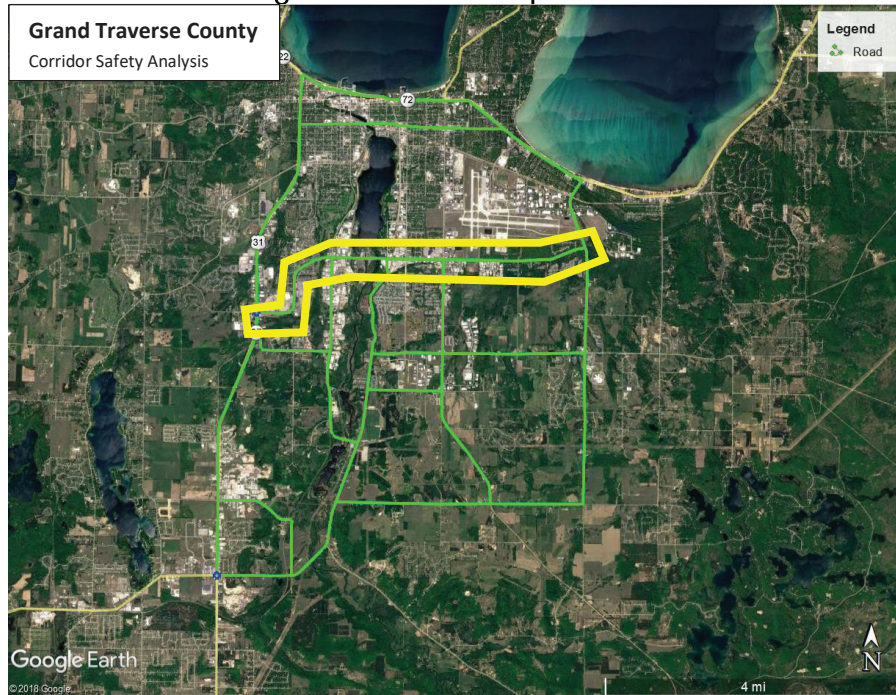 Grand Traverse County
Corridor Safety Analysis
Legend
Road
22
72
31
Google Earth
© 2018 Google
4 mi
N